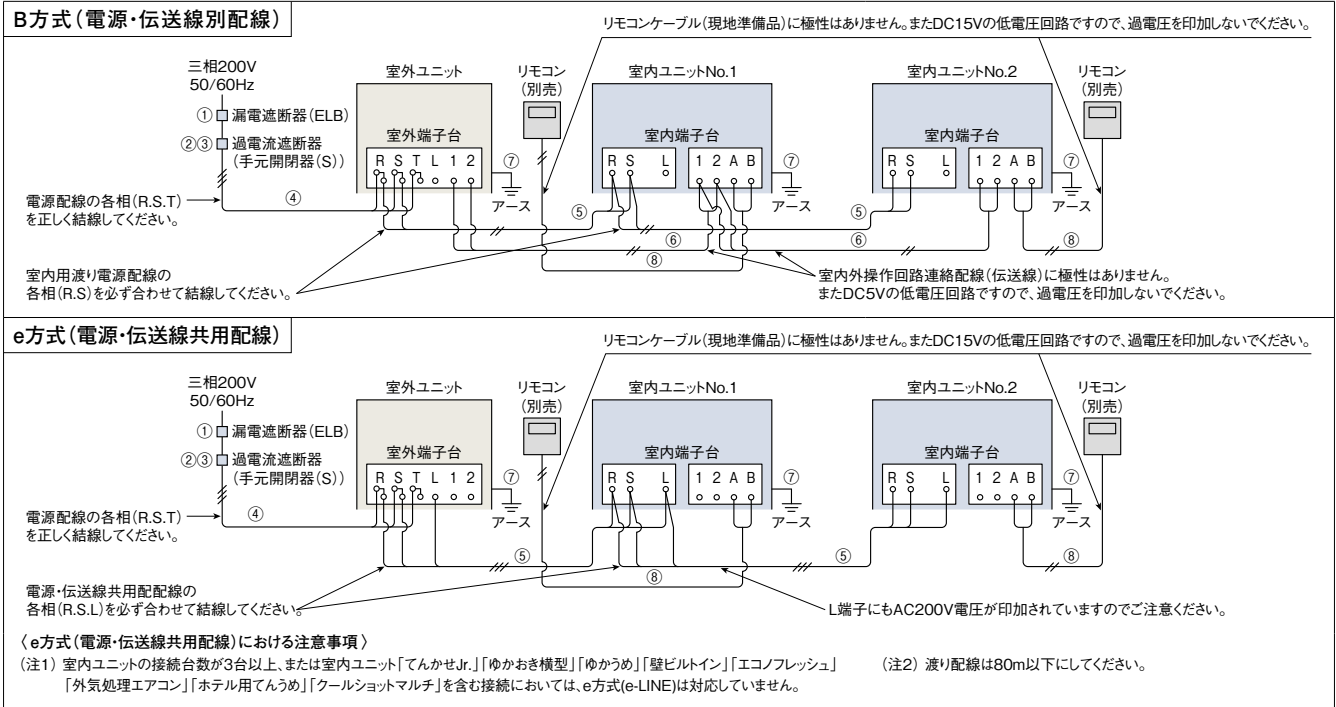 B方式(電源・伝送線別配線)
リモコンケーブル(現地準備品)に極性はありません。またDC15Vの低電圧回路ですので、過電圧を印加しないでください。
三相200V
50/60Hz
① 漏電遮断器(ELB)
②③ 過電流遮断器
(手元開閉器(S))
電源配線の各相(R.S.T)
を正しく結線してください。
④
室外ユニット
室外端子台
R S T L 1 2
⑦
アース
リモコン
(別売)
室内ユニットNo.1
室内端子台
R S L 1 2 A B
⑦
アース
室内ユニットNo.2
室内端子台
R S L 1 2 A B
⑦
アース
リモコン
(別売)
⑤
⑤
⑥
⑥
⑧
⑧
室内用渡り電源配線の
各相(R.S)を必ず合わせて結線してください。
室内外操作回路連絡配線(伝送線)に極性はありません。
またDC5Vの低電圧回路ですので、過電圧を印加しないでください。
e方式(電源・伝送線共用配線)
リモコンケーブル(現地準備品)に極性はありません。またDC15Vの低電圧回路ですので、過電圧を印加しないでください。
三相200V
50/60Hz
① 漏電遮断器(ELB)
②③ 過電流遮断器
(手元開閉器(S))
電源配線の各相(R.S.T)
を正しく結線してください。
④
室外ユニット
室外端子台
R S T L 1 2
⑦
アース
リモコン
(別売)
室内ユニットNo.1
室内端子台
R S L 1 2 A B
⑦
アース
室内ユニットNo.2
室内端子台
R S L 1 2 A B
⑦
アース
リモコン
(別売)
⑤
⑤
⑧
⑧
電源・伝送線共用配配線の
各相(R.S.L)を必ず合わせて結線してください。
L端子にもAC200V電圧が印加されていますのでご注意ください。
〈e方式(電源・伝送線共用配線)における注意事項〉
(注1) 室内ユニットの接続台数が3台以上、または室内ユニット「てんかせJr.」「ゆかおき横型」「ゆかうめ」「壁ビルトイン」「エコノフレッシュ」
「外気処理エアコン」「ホテル用てんうめ」「クールショットマルチ」を含む接続においては、e方式(e-LINE)は対応していません。
(注2) 渡り配線は80m以下にしてください。